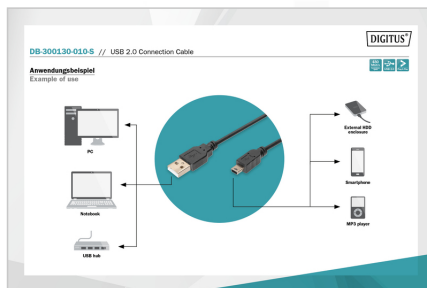 DIGITUS®
DB-300130-010-S // USB 2.0 Connection Cable
Anwendungsbeispiel
Example of use
PC
Notebook
USB hub
External HDD
enclosure
Smartphone
MP3 player